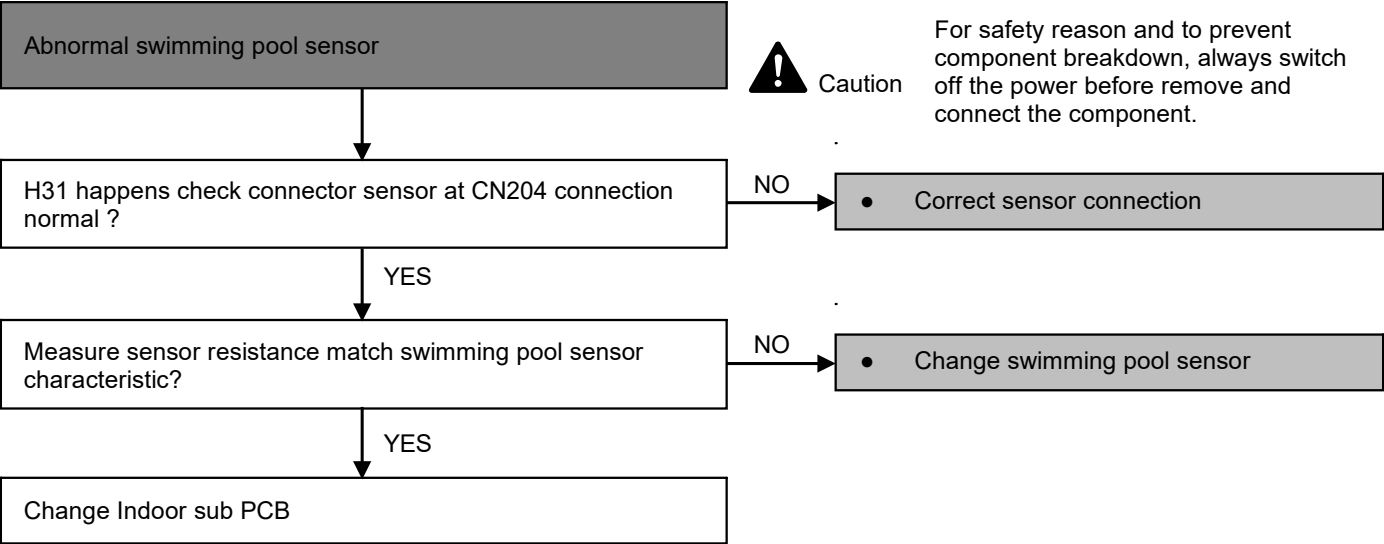 Abnormal swimming pool sensor
Caution
For safety reason and to prevent
component breakdown, always switch
off the power before remove and
connect the component.
.
H31 happens check connector sensor at CN204 connection
normal ?
NO
● Correct sensor connection
YES
.
Measure sensor resistance match swimming pool sensor
characteristic?
NO
● Change swimming pool sensor
YES
Change Indoor sub PCB